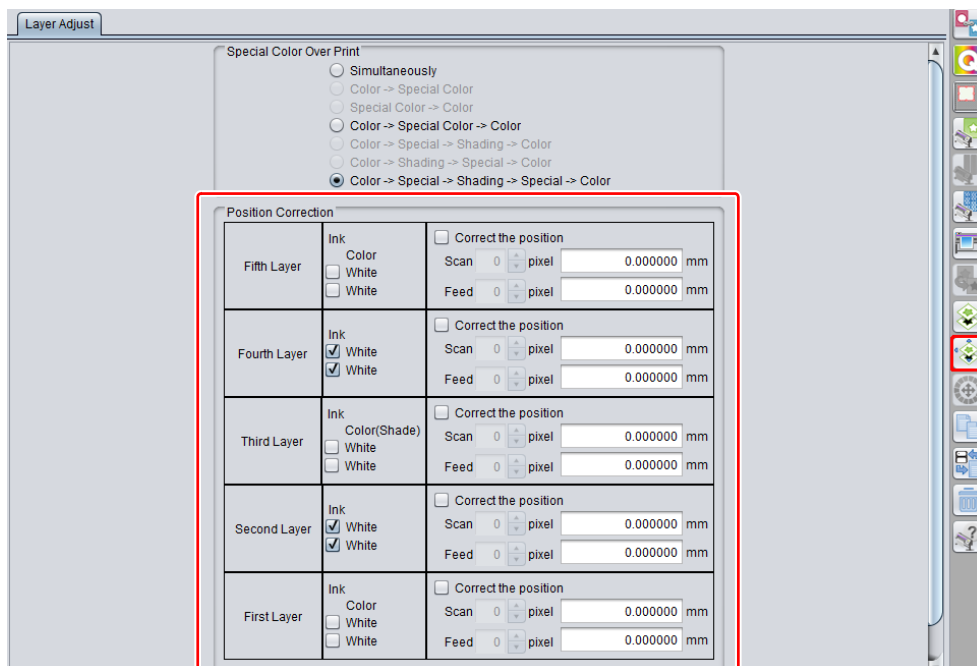 Layer Adjust
Special Color Over Print
Simultaneously
Color -> Special Color
Special Color -> Color
Color -> Special Color -> Color
Color -> Special -> Shading -> Color
Color -> Shading -> Special -> Color
Color -> Special -> Shading -> Special -> Color
Position Correction
Fifth Layer
Ink
Color
White
White
Correct the position
Scan 0 pixel 0.000000 mm
Feed 0 pixel 0.000000 mm
Fourth Layer
Ink
White
White
Correct the position
Scan 0 pixel 0.000000 mm
Feed 0 pixel 0.000000 mm
Third Layer
Ink
Color(Shade)
White
White
Correct the position
Scan 0 pixel 0.000000 mm
Feed 0 pixel 0.000000 mm
Second Layer
Ink
White
White
Correct the position
Scan 0 pixel 0.000000 mm
Feed 0 pixel 0.000000 mm
First Layer
Ink
Color
White
White
Correct the position
Scan 0 pixel 0.000000 mm
Feed 0 pixel 0.000000 mm